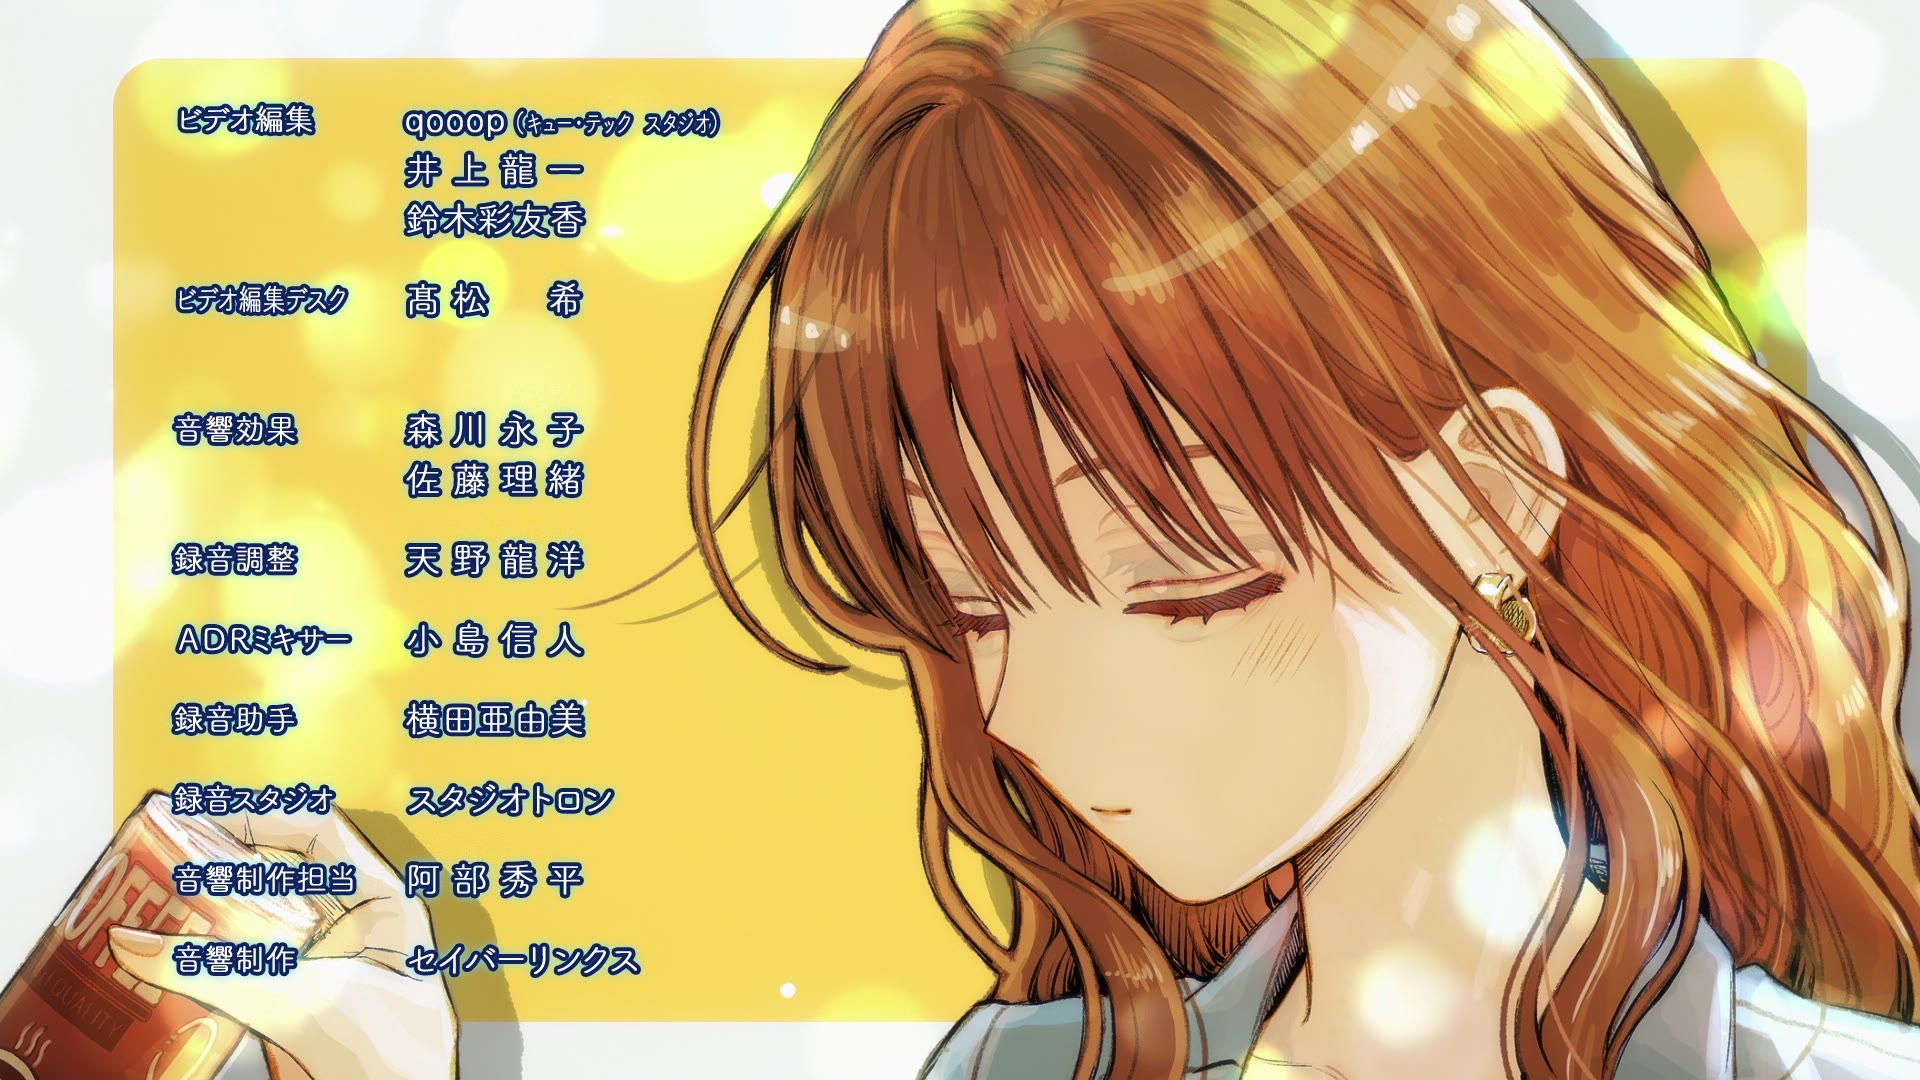 ビデオ編集 qooop（キュー・テック スタジオ）
井上龍一
鈴木彩友香
ビデオ編集デスク 髙松 希
音響効果 森川永子
佐藤理緒
録音調整 天野龍洋
ADRミキサー 小島信人
録音助手 横田亜由美
録音スタジオ スタジオトロン
音響制作担当 阿部秀平
音響制作 セイバーリンクス
COFFEE
QUALITY